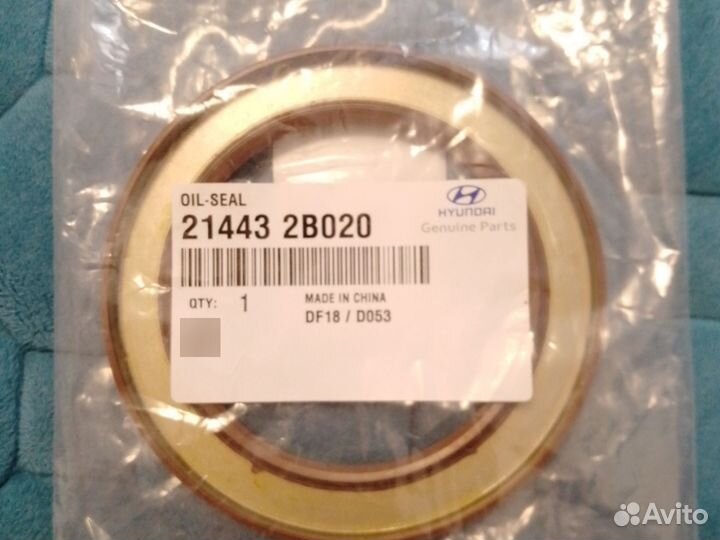 OIL-SEAL
21443 2B020
HYUNDAI
Genuine Parts
QTY: 1
MADE IN CHINA
DF18 / D053
Avito